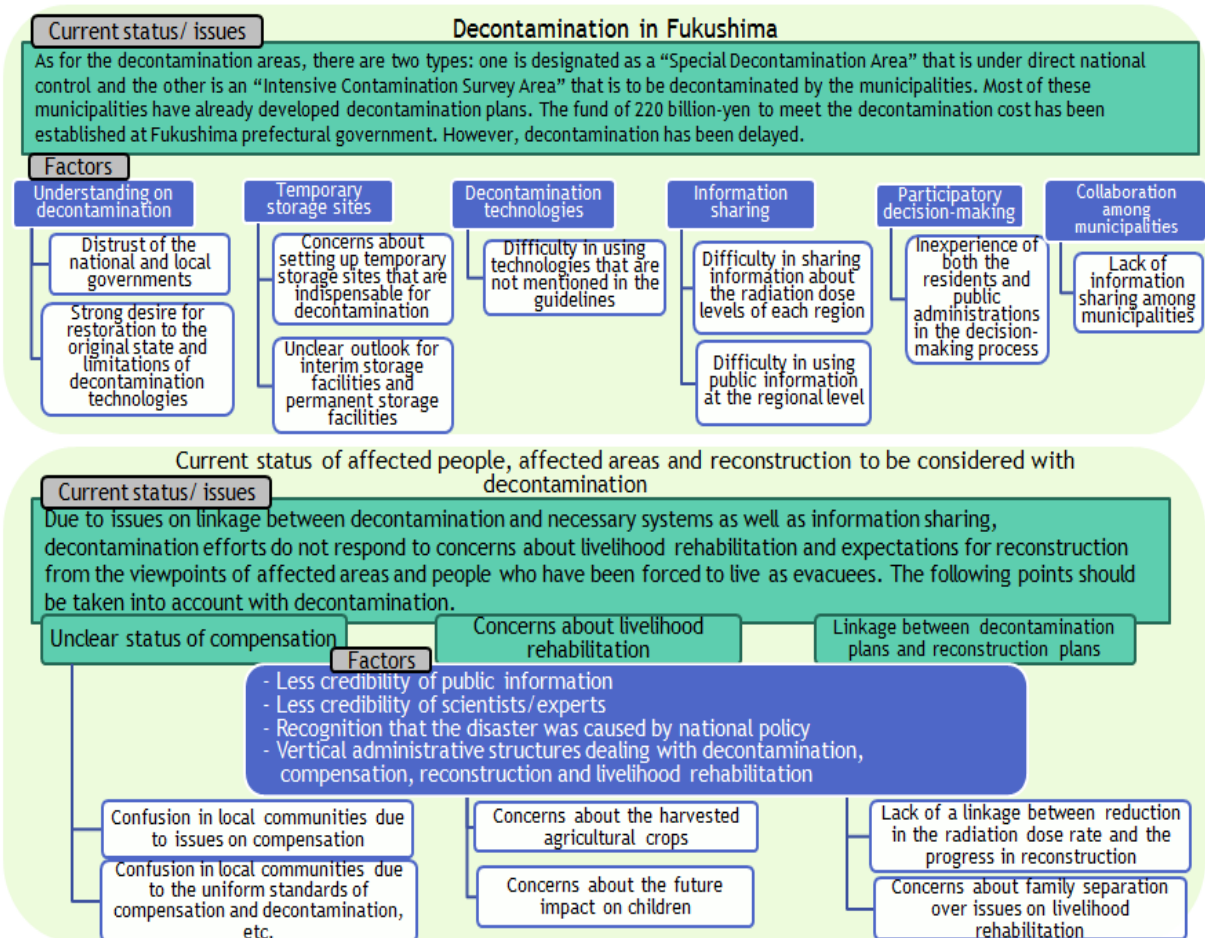 Decontamination in Fukushima
Current status/ issues
As for the decontamination areas, there are two types: one is designated as a “Special Decontamination Area” that is under direct national
control and the other is an “Intensive Contamination Survey Area” that is to be decontaminated by the municipalities. Most of these
municipalities have already developed decontamination plans. The fund of 220 billion-yen to meet the decontamination cost has been
established at Fukushima prefectural government. However, decontamination has been delayed.
Factors
Understanding on
decontamination
Distrust of the
national and local
governments
Strong desire for
restoration to the
original state and
limitations of
decontamination
technologies
Temporary
storage sites
Concerns about
setting up temporary
storage sites that are
indispensable for
decontamination
Unclear outlook for
interim storage
facilities and
permanent storage
facilities
Decontamination
technologies
Difficulty in using
technologies that are
not mentioned in the
guidelines
Information
sharing
Difficulty in sharing
information about
the radiation dose
levels of each region
Difficulty in using
public information
at the regional level
Participatory
decision-making
Inexperience of
both the
residents and
public
administrations
in the decision-
making process
Collaboration
among
municipalities
Lack of
information
sharing among
municipalities
Current status of affected people, affected areas and reconstruction to be considered with
decontamination
Current status/ issues
Due to issues on linkage between decontamination and necessary systems as well as information sharing,
decontamination efforts do not respond to concerns about livelihood rehabilitation and expectations for reconstruction
from the viewpoints of affected areas and people who have been forced to live as evacuees. The following points should
be taken into account with decontamination.
Unclear status of compensation
Concerns about livelihood
rehabilitation
Linkage between decontamination
plans and reconstruction plans
Factors
- Less credibility of public information
- Less credibility of scientists/experts
- Recognition that the disaster was caused by national policy
- Vertical administrative structures dealing with decontamination,
compensation, reconstruction and livelihood rehabilitation
Confusion in local communities due
to issues on compensation
Confusion in local communities due
to the uniform standards of
compensation and decontamination,
etc.
Concerns about the harvested
agricultural crops
Concerns about the future
impact on children
Lack of a linkage between reduction
in the radiation dose rate and the
progress in reconstruction
Concerns about family separation
over issues on livelihood
rehabilitation